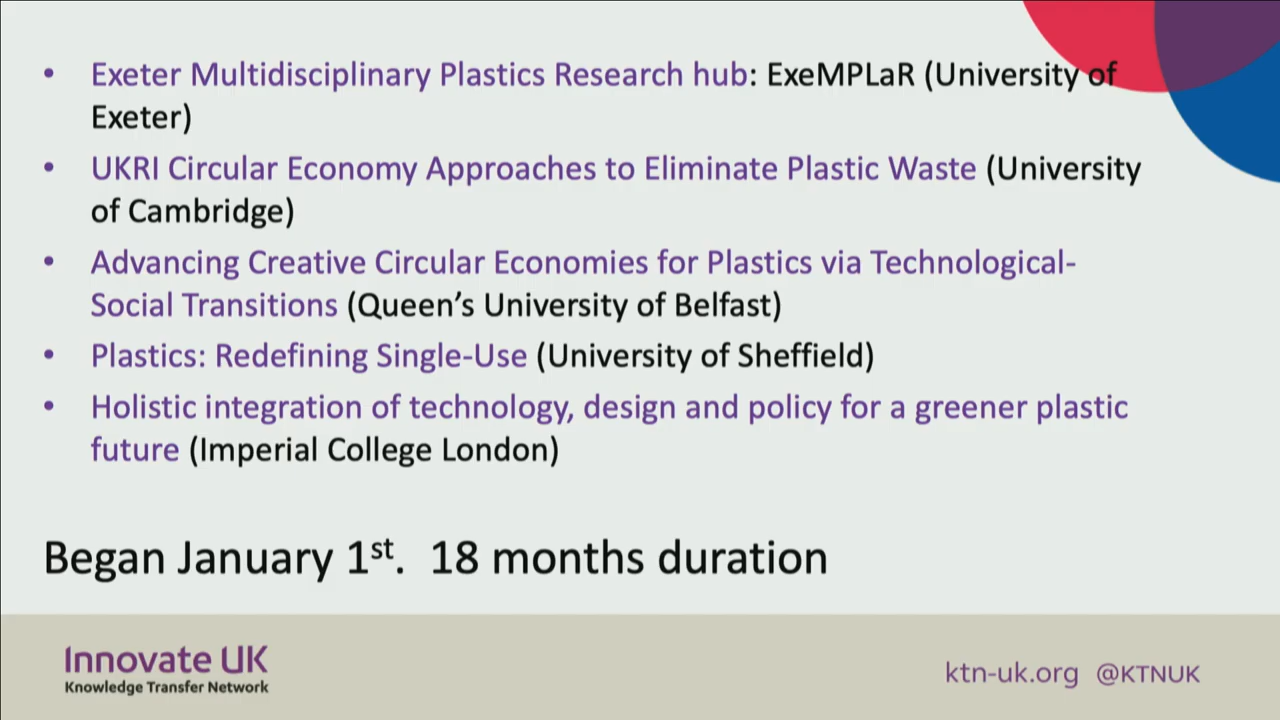 • Exeter Multidisciplinary Plastics Research hub: ExeMPLaR (University of
Exeter)
• UKRI Circular Economy Approaches to Eliminate Plastic Waste (University
of Cambridge)
• Advancing Creative Circular Economies for Plastics via Technological-
Social Transitions (Queen’s University of Belfast)
• Plastics: Redefining Single-Use (University of Sheffield)
• Holistic integration of technology, design and policy for a greener plastic
future (Imperial College London)
Began January 1st. 18 months duration
Innovate UK
Knowledge Transfer Network
ktn-uk.org @KTNUK